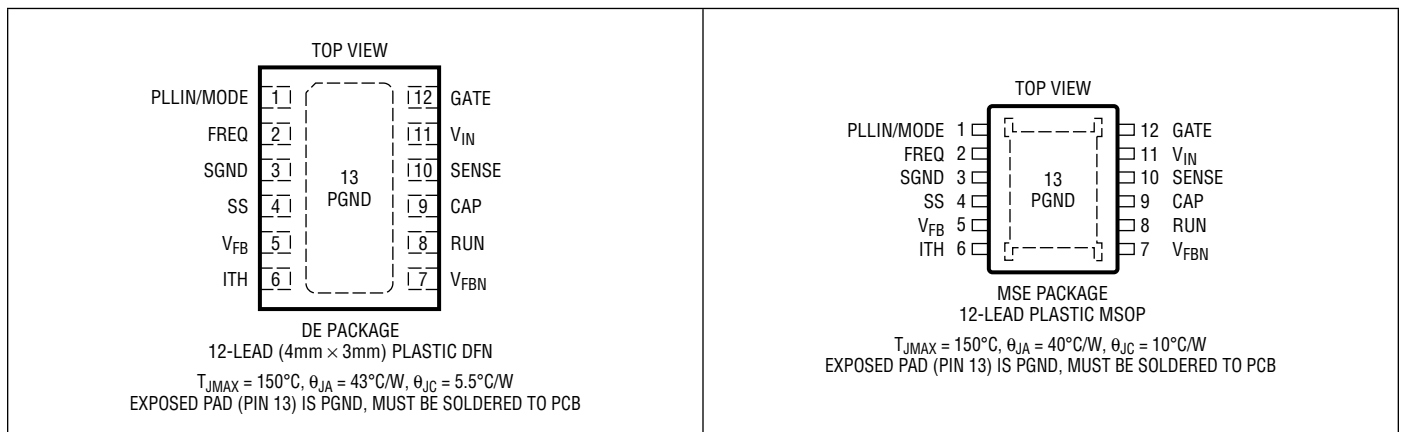 TOP VIEW
PLLIN/MODE 1 12 GATE
FREQ 2 11 VIN
SGND 3 10 SENSE
SS 4 9 CAP
VFB 5 8 RUN
ITH 6 7 VFBN
13
PGND
DE PACKAGE
12-LEAD (4mm × 3mm) PLASTIC DFN
TJMAX = 150°C, θJA = 43°C/W, θJC = 5.5°C/W
EXPOSED PAD (PIN 13) IS PGND, MUST BE SOLDERED TO PCB
TOP VIEW
PLLIN/MODE 1 12 GATE
FREQ 2 11 VIN
SGND 3 10 SENSE
SS 4 9 CAP
VFB 5 8 RUN
ITH 6 7 VFBN
13
PGND
MSE PACKAGE
12-LEAD PLASTIC MSOP
TJMAX = 150°C, θJA = 40°C/W, θJC = 10°C/W
EXPOSED PAD (PIN 13) IS PGND, MUST BE SOLDERED TO PCB